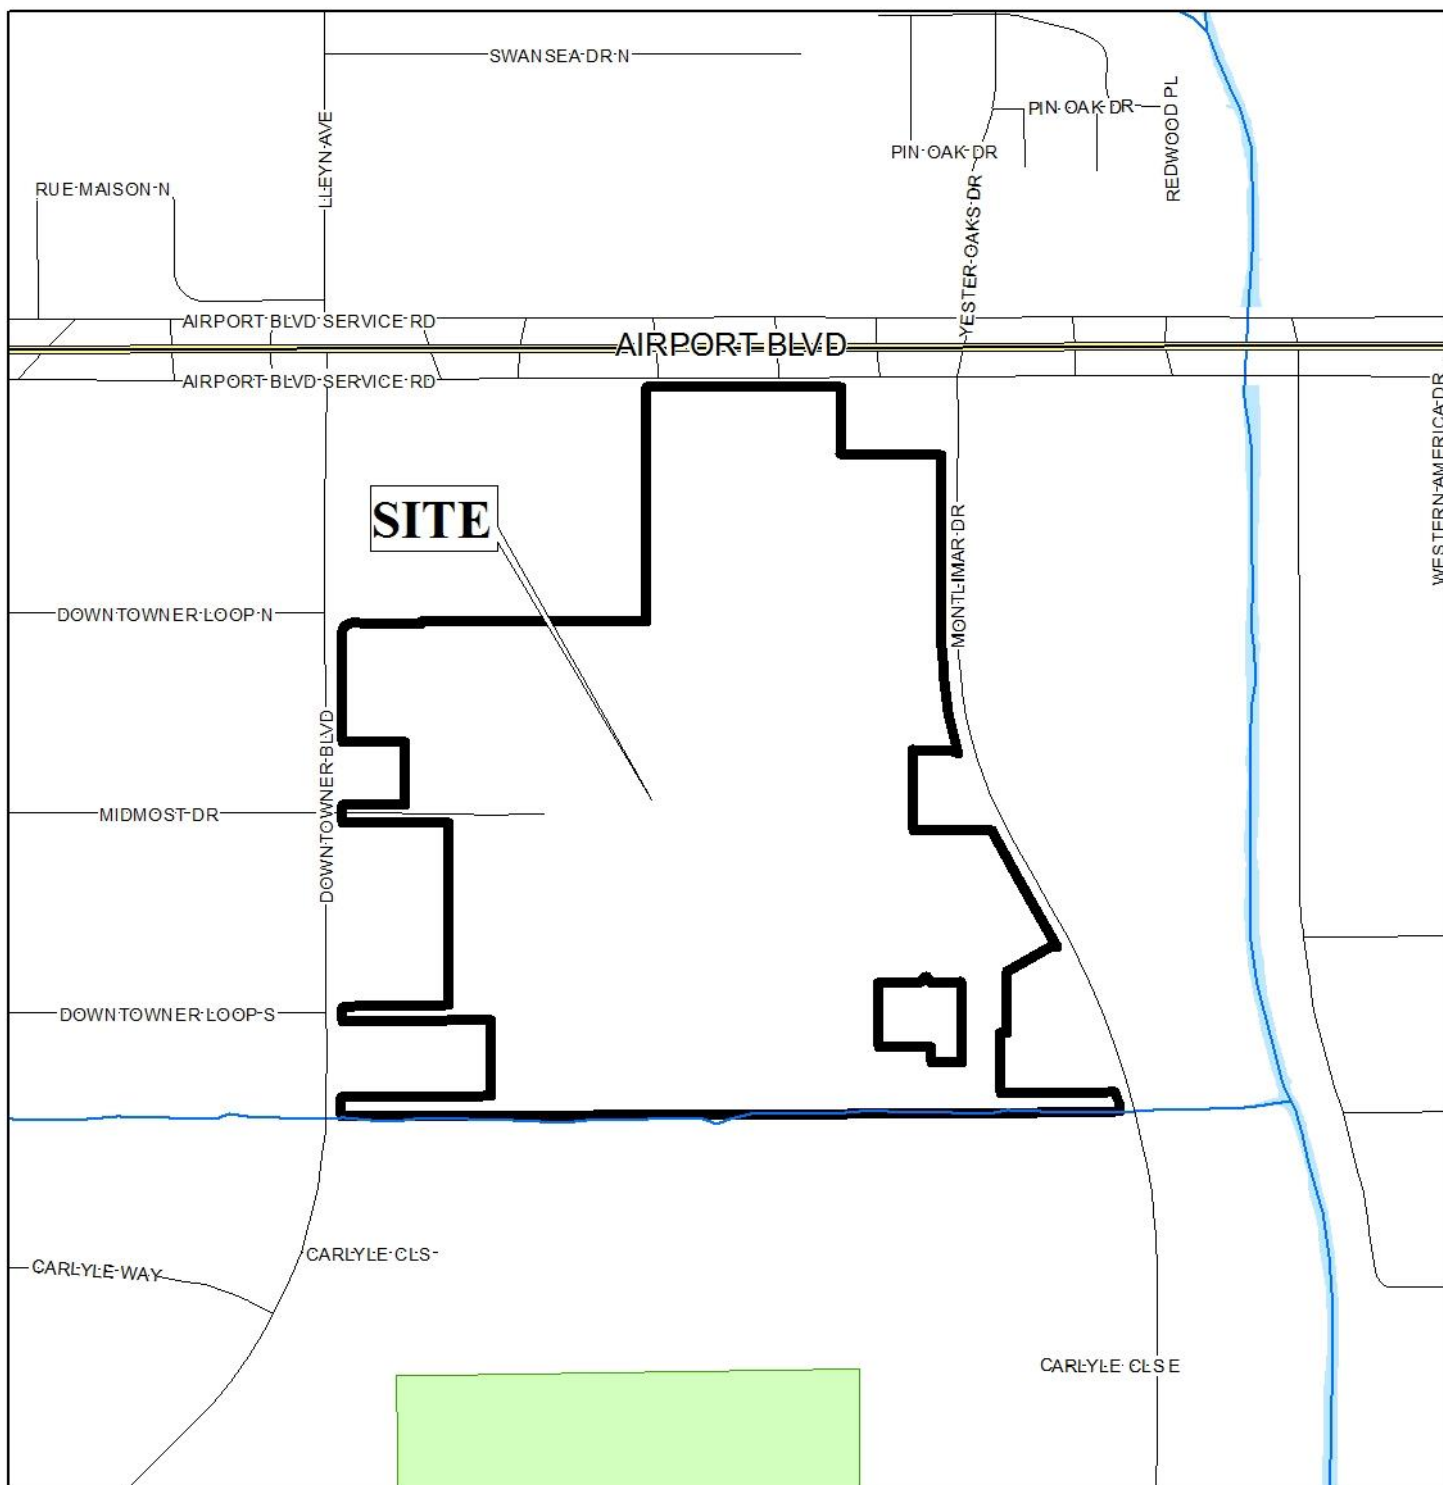 SWANSEA DR N
LLEYN AVE
PIN OAK DR
REDWOOD PL
PIN OAK DR
RUE MAISON N
YESTER OAKS DR
AIRPORT BLVD SERVICE RD
AIRPORT BLVD
AIRPORT BLVD SERVICE RD
WESTERN AMERICA DR
SITE
MONTLIMAR DR
DOWNTOWNER LOOP N
DOWNTOWNER BLVD
MIDMOST DR
DOWNTOWNER LOOP S
CARLYLE CLS
CARLYLE WAY
CARLYLE CLS E